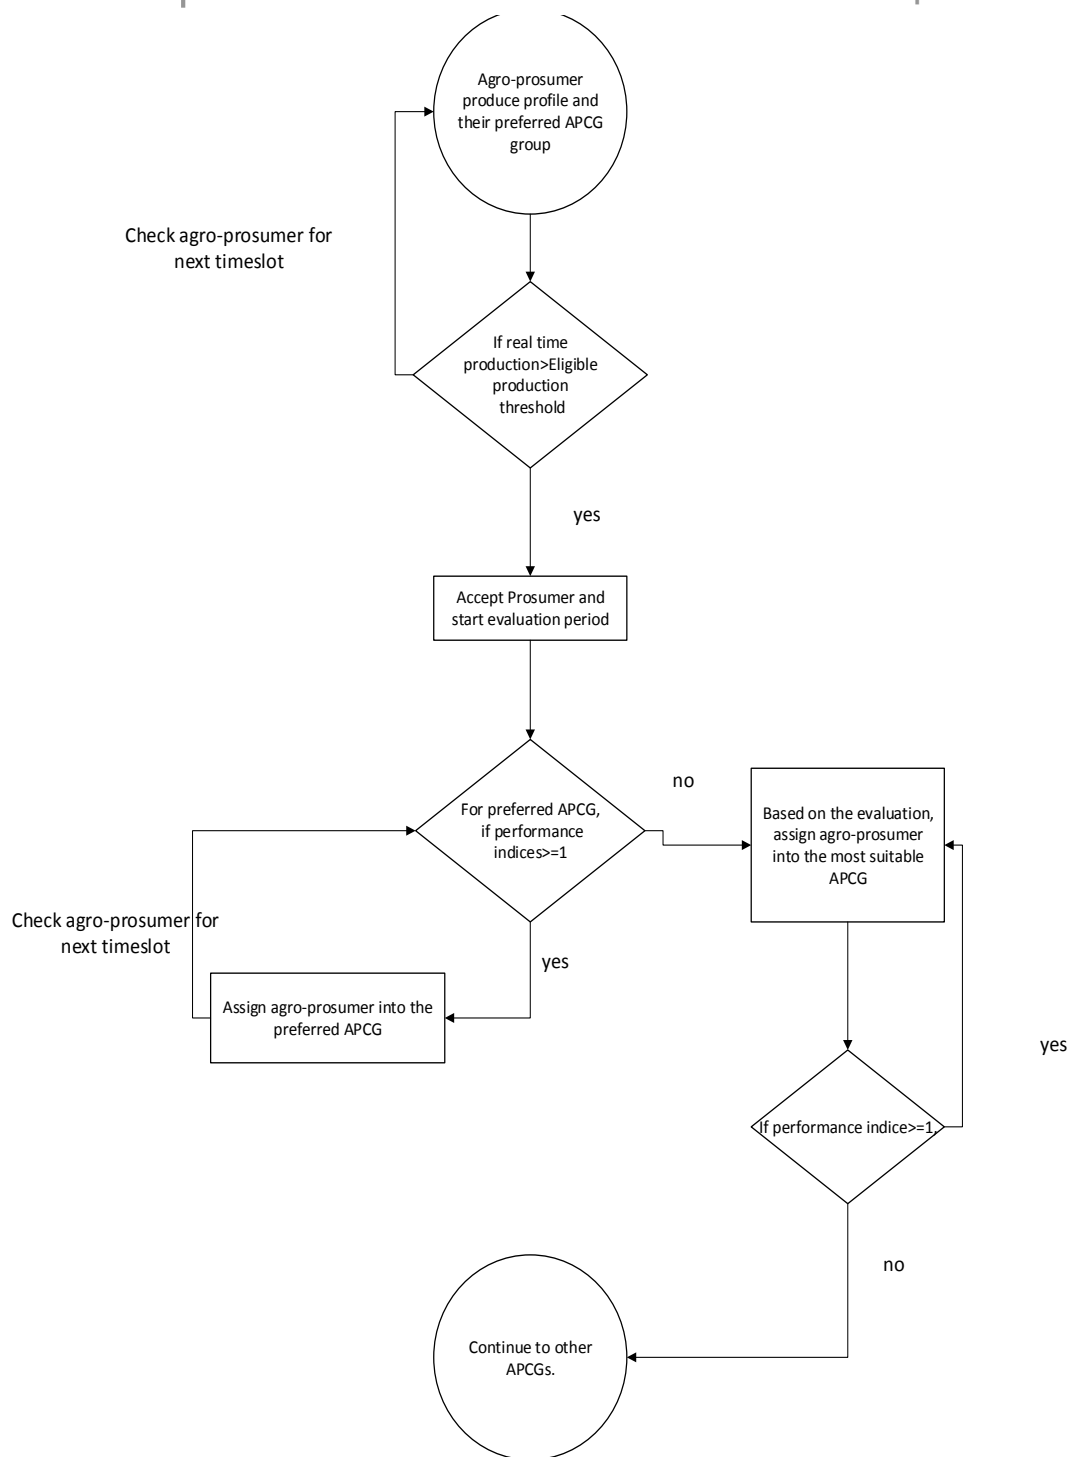 Agro-prosumer
produce profile and
their preferred APCG
group
Check agro-prosumer for
next timeslot
If real time
production>Eligible
production
threshold
yes
Accept Prosumer and
start evaluation period
For preferred APCG,
if performance
indices>=1
no
Based on the evaluation,
assign agro-prosumer
into the most suitable
APCG
Check agro-prosumer for
next timeslot
yes
Assign agro-prosumer into the
preferred APCG
yes
If performance indice>=1,
no
Continue to other
APCGs.